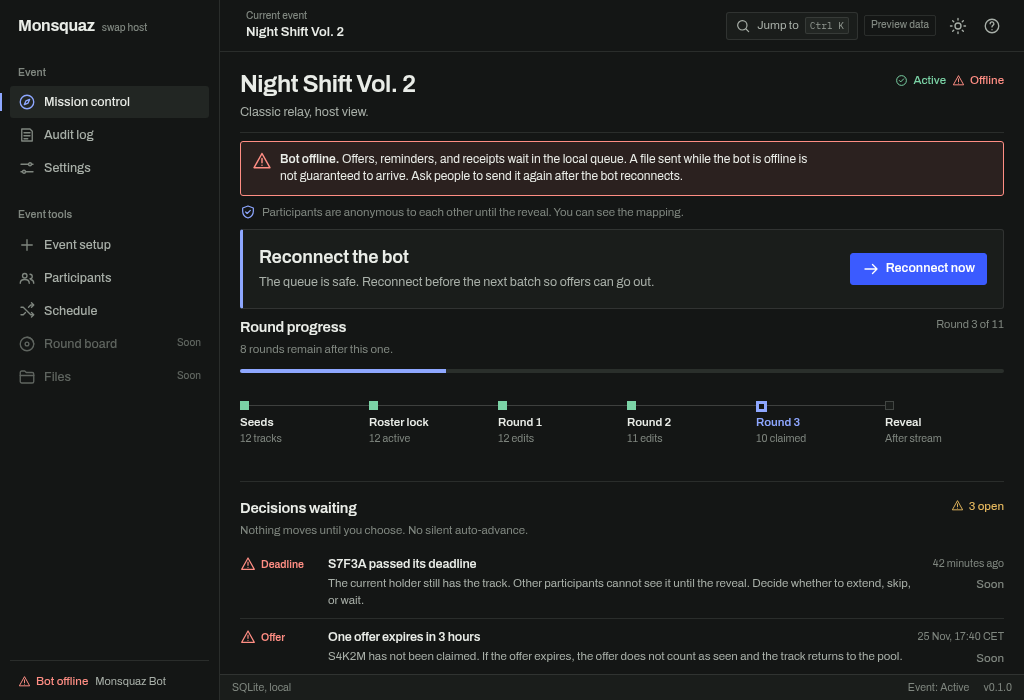 Monsquaz swap host
Event
Mission control
Audit log
Settings
Event tools
Event setup
Participants
Schedule
Round board Soon
Files Soon
Bot offline Monsquaz Bot
Current event
Night Shift Vol. 2
Jump to Ctrl K
Preview data
Night Shift Vol. 2
Active Offline
Classic relay, host view.
Bot offline. Offers, reminders, and receipts wait in the local queue. A file sent while the bot is offline is
not guaranteed to arrive. Ask people to send it again after the bot reconnects.
Participants are anonymous to each other until the reveal. You can see the mapping.
Reconnect the bot
The queue is safe. Reconnect before the next batch so offers can go out.
Reconnect now
Round progress
Round 3 of 11
8 rounds remain after this one.
Seeds
12 tracks
Roster lock
12 active
Round 1
12 edits
Round 2
11 edits
Round 3
10 claimed
Reveal
After stream
Decisions waiting
3 open
Nothing moves until you choose. No silent auto-advance.
Deadline
S7F3A passed its deadline
42 minutes ago
The current holder still has the track. Other participants cannot see it until the reveal. Decide whether to extend, skip,
or wait.
Soon
Offer
One offer expires in 3 hours
25 Nov, 17:40 CET
S4K2M has not been claimed. If the offer expires, the offer does not count as seen and the track returns to the pool.
Soon
SQLite, local
Event: Active v0.1.0